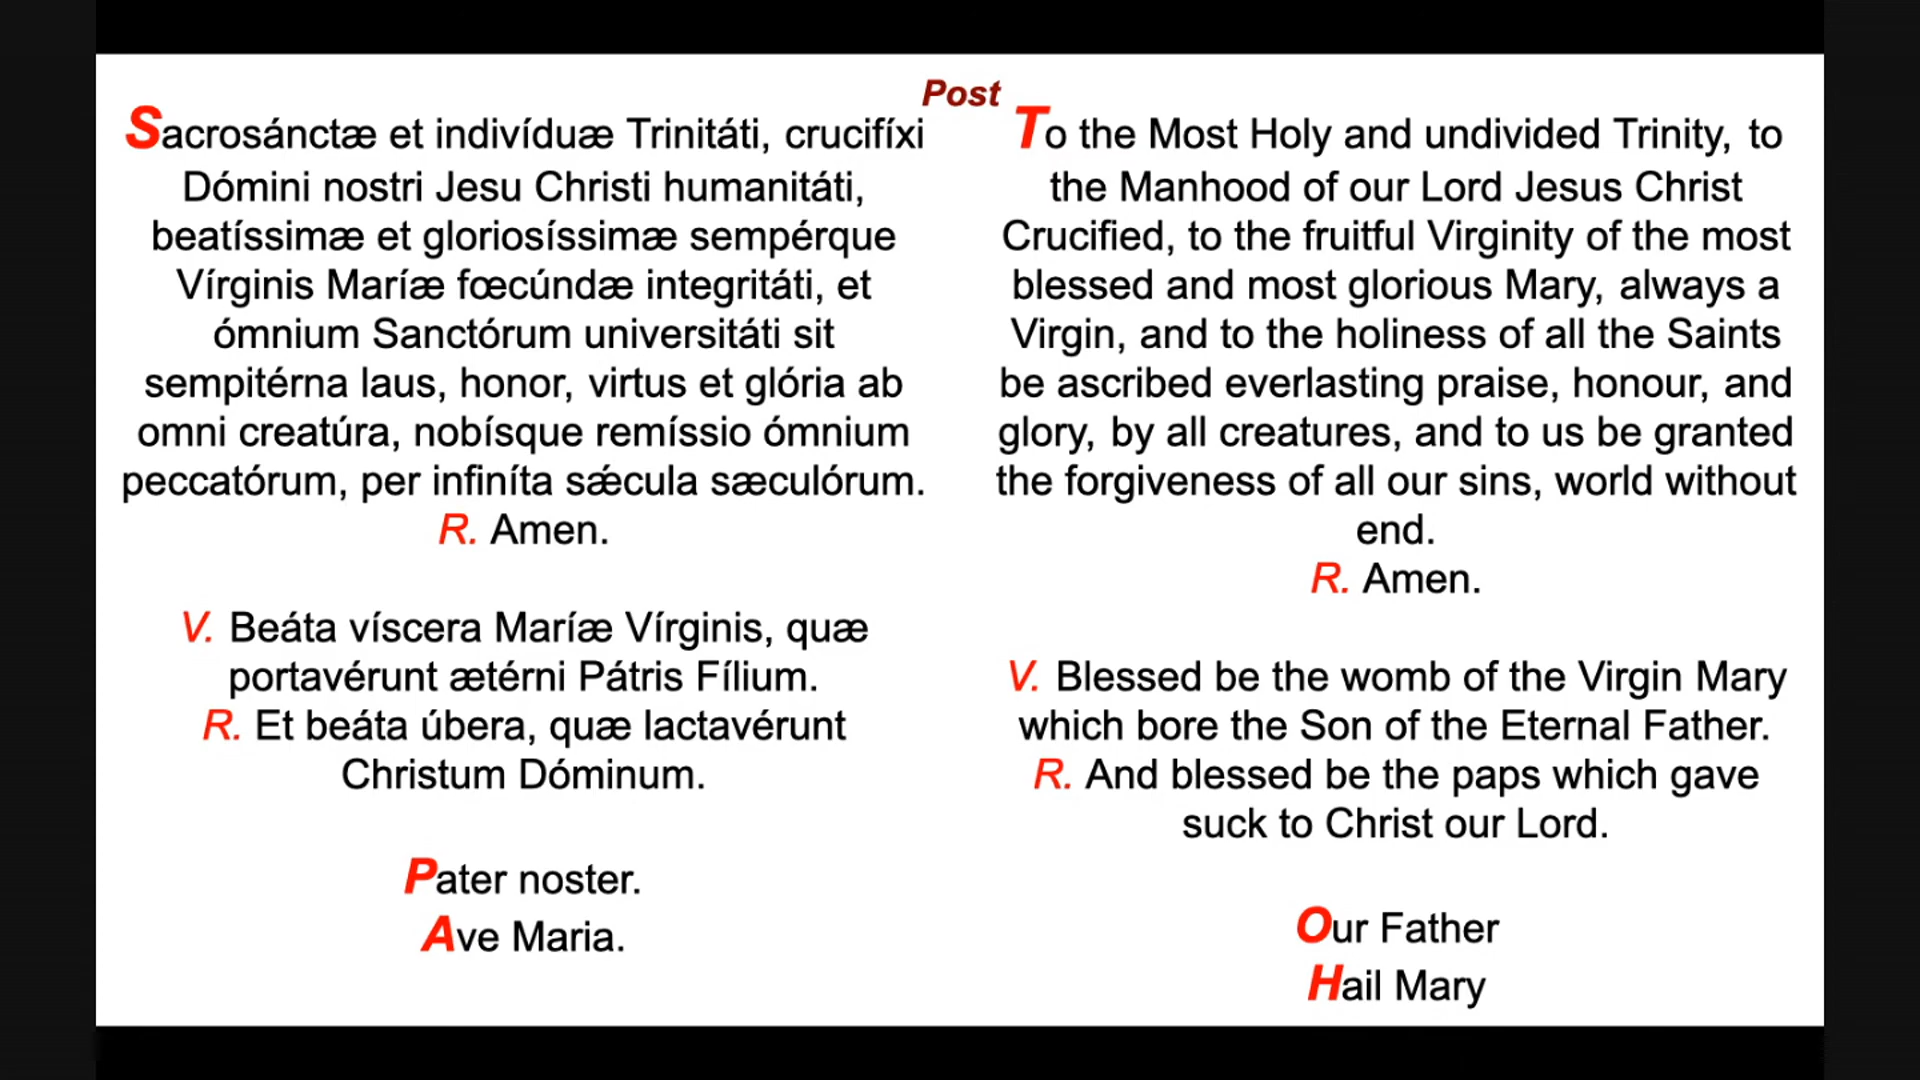 Post
Sacrosánctæ et indivíduæ Trinitáti, crucifíxi
Dómini nostri Jesu Christi humanitáti,
beatíssimæ et gloriosíssimæ sempérque
Vírginis Maríæ fœcúndæ integritáti, et
ómnium Sanctórum universitáti sit
sempitérna laus, honor, virtus et glória ab
omni creatúra, nobísque remíssio ómnium
peccatórum, per infiníta sǽcula sæculórum.
R. Amen.
V. Beáta víscera Maríæ Vírginis, quæ
portavérunt ætérni Pátris Fílium.
R. Et beáta úbera, quæ lactavérunt
Christum Dóminum.
Pater noster.
Ave Maria.
To the Most Holy and undivided Trinity, to
the Manhood of our Lord Jesus Christ
Crucified, to the fruitful Virginity of the most
blessed and most glorious Mary, always a
Virgin, and to the holiness of all the Saints
be ascribed everlasting praise, honour, and
glory, by all creatures, and to us be granted
the forgiveness of all our sins, world without
end.
R. Amen.
V. Blessed be the womb of the Virgin Mary
which bore the Son of the Eternal Father.
R. And blessed be the paps which gave
suck to Christ our Lord.
Our Father
Hail Mary